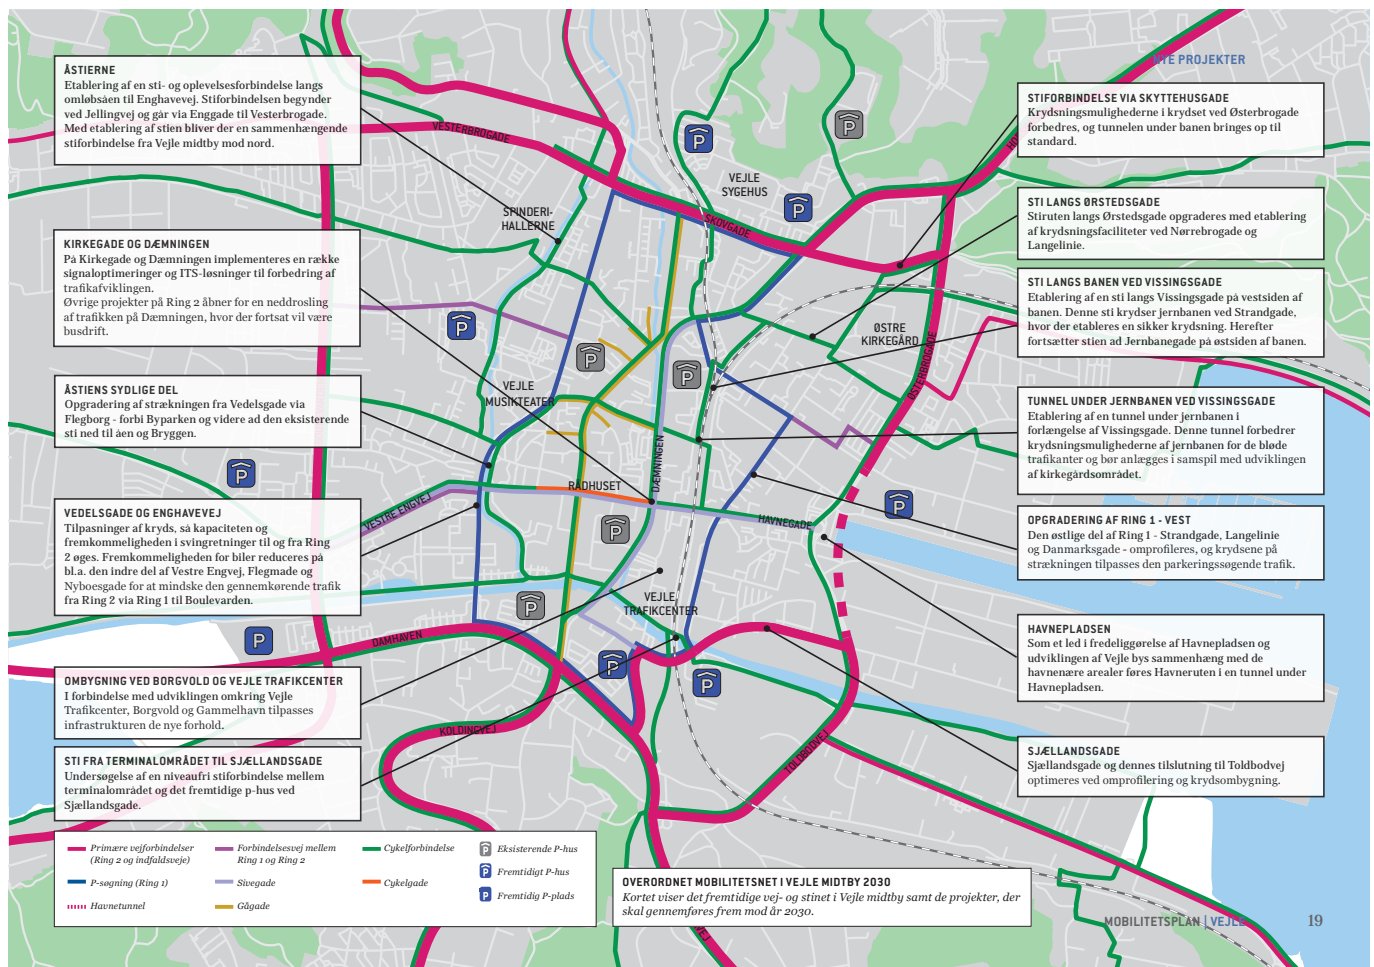 NYE PROJEKTER
ÅSTIERNE
Etablering af en sti- og oplevelsesforbindelse langs
omløbsåen til Enghavevej. Stiforbindelsen begynder
ved Jellingvej og går via Enggade til Vesterbrogade.
Med etablering af stien bliver der en sammenhængende
stiforbindelse fra Vejle midtby mod nord.
KIRKEGADE OG DÆMNINGEN
På Kirkegade og Dæmningen implementeres en række
signaloptimeringer og ITS-løsninger til forbedring af
trafikafviklingen.
Øvrige projekter på Ring 2 åbner for en neddrosling
af trafikken på Dæmningen, hvor der fortsat vil være
busdrift.
ÅSTIENS SYDLIGE DEL
Opgradering af strækningen fra Vedelsgade via
Flegborg - forbi Byparken og videre ad den eksisterende
sti ned til åen og Bryggen.
VEDELSGADE OG ENGHAVEVEJ
Tilpasninger af kryds, så kapaciteten og
fremkommeligheden i svingretninger til og fra Ring
2 øges. Fremkommeligheden for biler reduceres på
bl.a. den indre del af Vestre Engvej, Flegmade og
Nyboesgade for at mindske den gennemkørende trafik
fra Ring 2 via Ring 1 til Boulevarden.
OMBYGNING VED BORGVOLD OG VEJLE TRAFIKCENTER
I forbindelse med udviklingen omkring Vejle
Trafikcenter, Borgvold og Gammelhavn tilpasses
infrastrukturen de nye forhold.
STI FRA TERMINALOMRÅDET TIL SJÆLLANDSGADE
Undersøgelse af en niveaufri stiforbindelse mellem
terminalområdet og det fremtidige p-hus ved
Sjællandsgade.
VESTERBROGADE
SPINDERI-
HALLERNE
VEJLE
SYGEHUS
SKOVGADE
ØSTRE
KIRKEGÅRD
ØSTERBROGADE
VEJLE
MUSIKTEATER
DÆMNINGEN
RÅDHUSET
HAVNEGADE
VESTRE ENGVEJ
VEJLE
TRAFIKCENTER
DAMHAVEN
KOLDINGVEJ
TOLDBODVEJ
STIFORBINDELSE VIA SKYTTEHUSGADE
Krydsningsmulighederne i krydset ved Østerbrogade
forbedres, og tunnelen under banen bringes op til
standard.
STI LANGS ØRSTEDSGADE
Stiruten langs Ørstedsgade opgraderes med etablering
af krydsningsfaciliteter ved Nørrebrogade og
Langelinie.
STI LANGS BANEN VED VISSINGSGADE
Etablering af en sti langs Vissingsgade på vestsiden af
banen. Denne sti krydser jernbanen ved Strandgade,
hvor der etableres en sikker krydsning. Herefter
fortsætter stien ad Jernbanegade på østsiden af banen.
TUNNEL UNDER JERNBANEN VED VISSINGSGADE
Etablering af en tunnel under jernbanen i
forlængelse af Vissingsgade. Denne tunnel forbedrer
krydsningsmulighederne af jernbanen for de bløde
trafikanter og bør anlægges i samspil med udviklingen
af kirkegårdsområdet.
OPGRADERING AF RING 1 - VEST
Den østlige del af Ring 1 - Strandgade, Langelinie
og Danmarksgade - omprofileres, og krydsene på
strækningen tilpasses den parkeringssøgende trafik.
HAVNEPLADSEN
Som et led i fredeliggørelse af Havnepladsen og
udviklingen af Vejle bys sammenhæng med de
havnenære arealer føres Havneruten i en tunnel under
Havnepladsen.
SJÆLLANDSGADE
Sjællandsgade og dennes tilslutning til Toldbodvej
optimeres ved omprofilering og krydsombygning.
Primære vejforbindelser
(Ring 2 og indfaldsveje)
P-søgning (Ring 1)
Havnetunnel
Forbindelsesvej mellem
Ring 1 og Ring 2
Sivegade
Gågade
Cykelforbindelse
Cykelgade
P Eksisterende P-hus
P Fremtidigt P-hus
P Fremtidig P-plads
OVERORDNET MOBILITETSNET I VEJLE MIDTBY 2030
Kortet viser det fremtidige vej- og stinet i Vejle midtby samt de projekter, der
skal gennemføres frem mod år 2030.
MOBILITETSPLAN | VEJLE 19